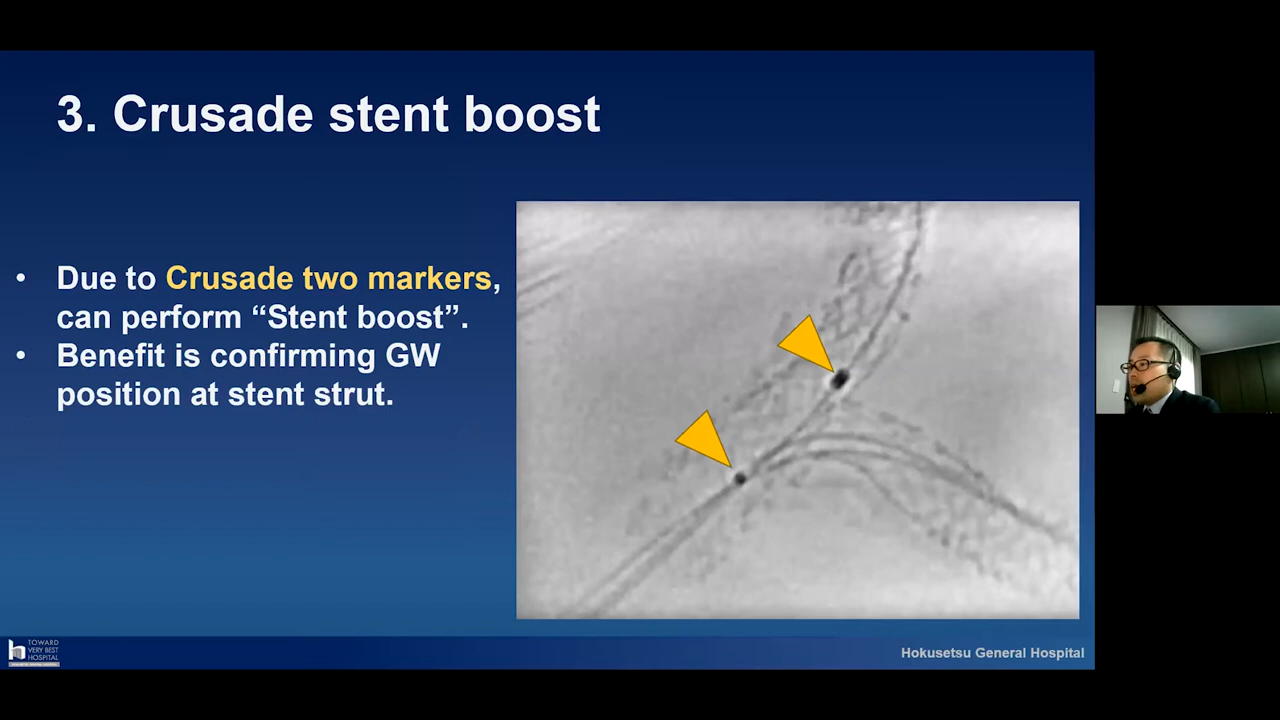 3. Crusade stent boost
• Due to Crusade two markers,
can perform “Stent boost”.
• Benefit is confirming GW
position at stent strut.
TOWARD
VERY BEST
HOSPITAL
Hokusetsu General Hospital